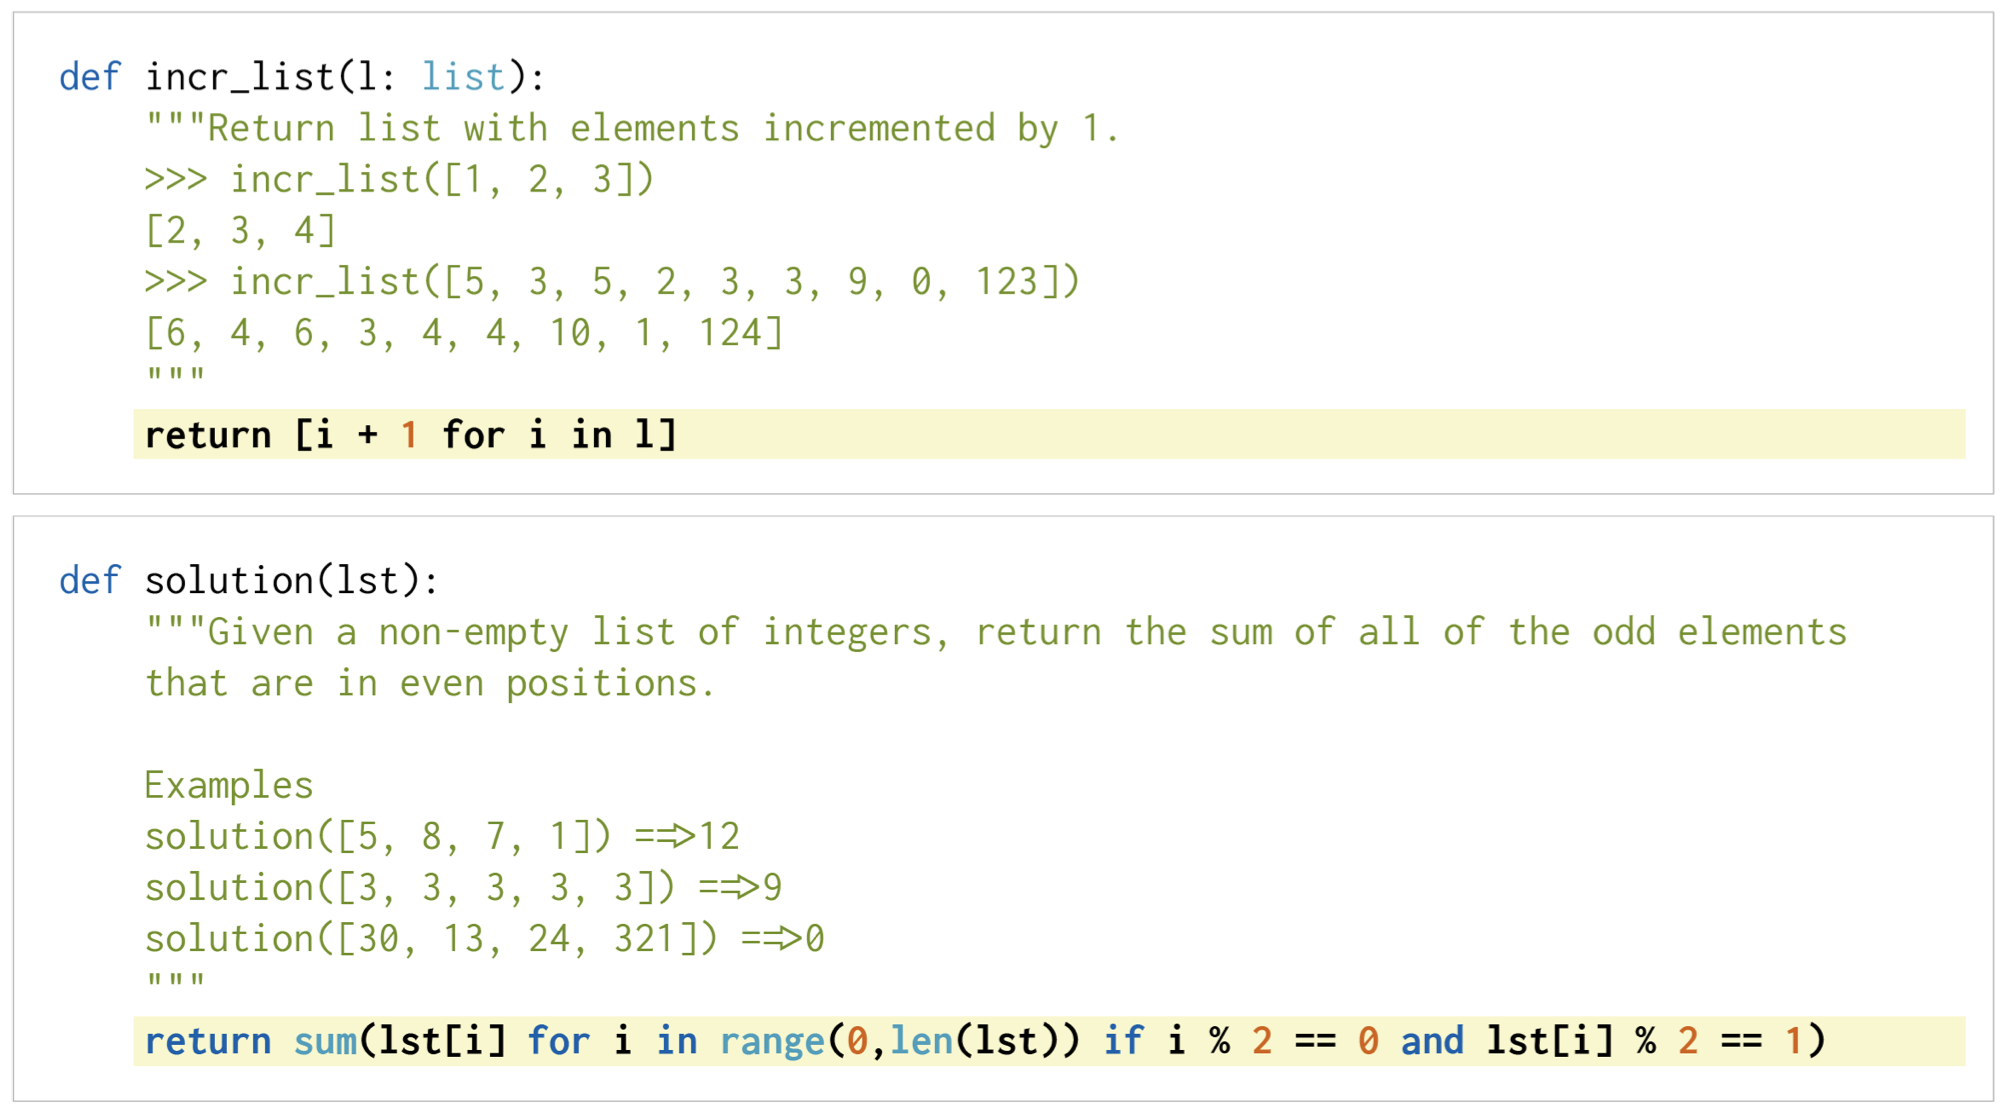 def incr_list(l: list):
    """Return list with elements incremented by 1.
    >>> incr_list([1, 2, 3])
    [2, 3, 4]
    >>> incr_list([5, 3, 5, 2, 3, 3, 9, 0, 123])
    [6, 4, 6, 3, 4, 4, 10, 1, 124]
    """
    return [i + 1 for i in l]
def solution(lst):
    """Given a non-empty list of integers, return the sum of all of the odd elements
    that are in even positions.
    Examples
    solution([5, 8, 7, 1]) ==>12
    solution([3, 3, 3, 3, 3]) ==>9
    solution([30, 13, 24, 321]) ==>0
    """
    return sum(lst[i] for i in range(0,len(lst)) if i % 2 == 0 and lst[i] % 2 == 1)